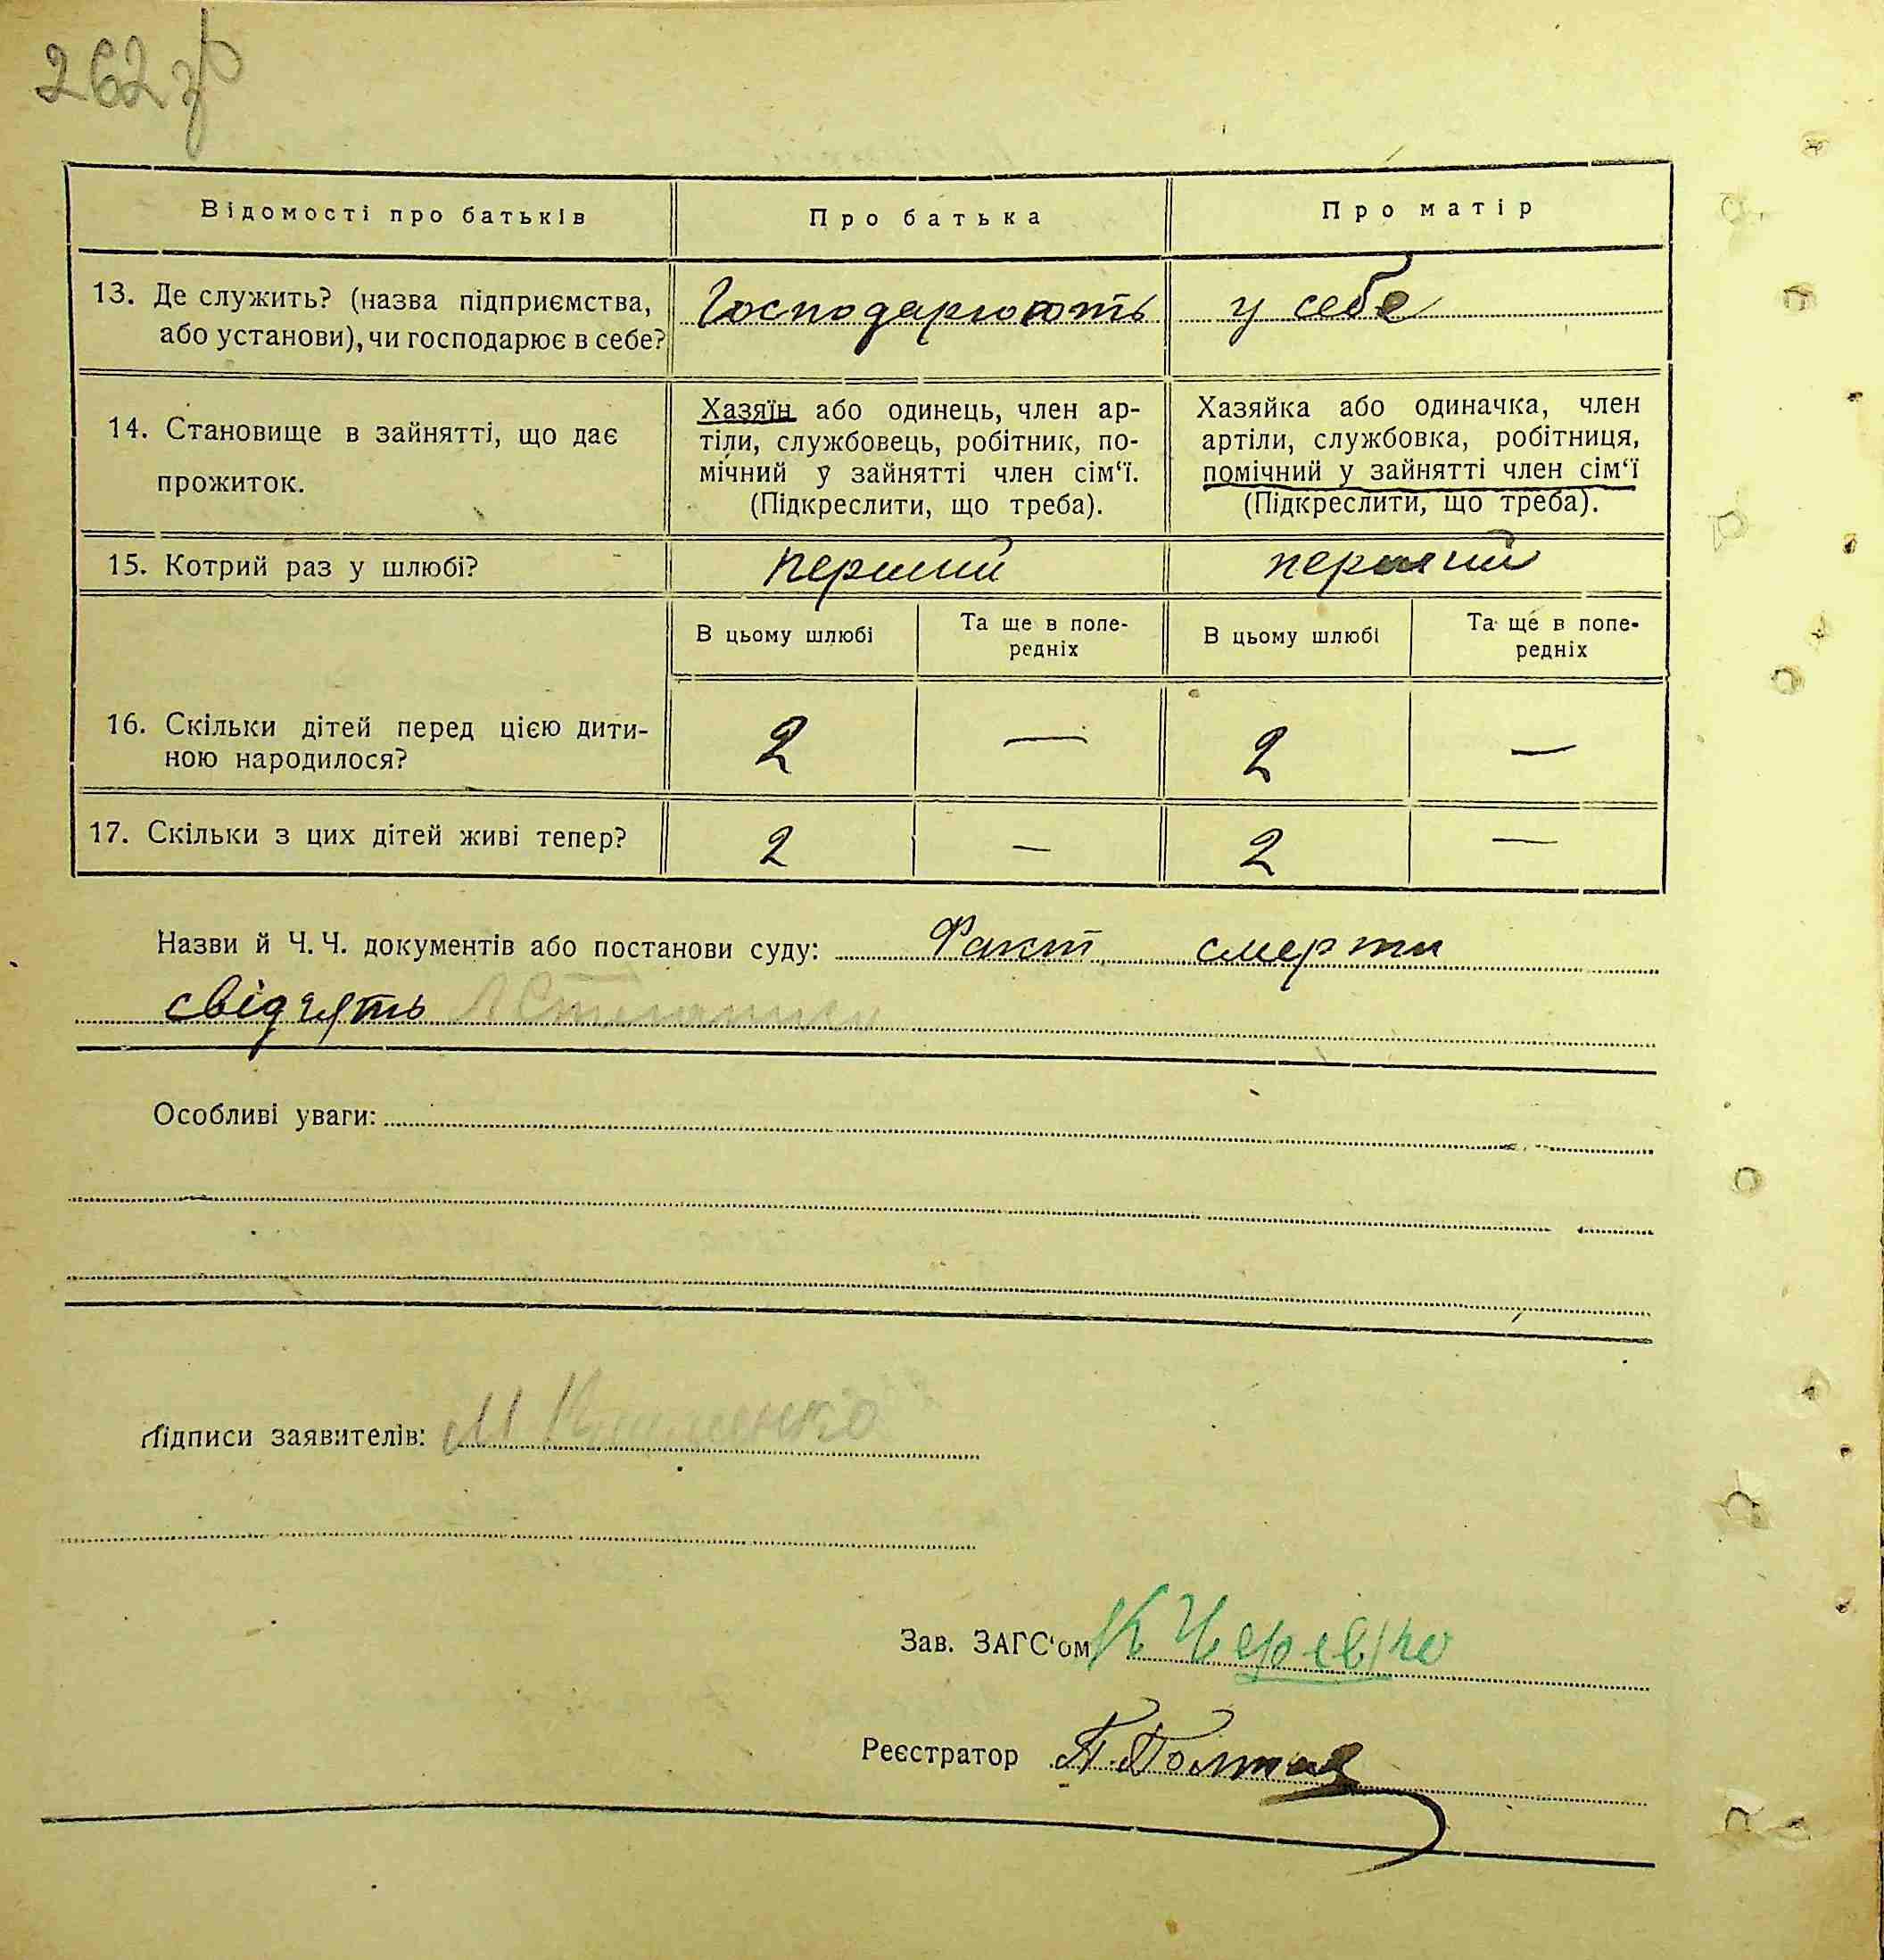 262 зв
Відомості про батьків
Про батька
Про матір
13. Де служить? (назва підприємства,
або установи), чи господарює в себе?
Господарюють
у себе
14. Становище в зайнятті, що дає
прожиток.
Хазяїн або одинець, член ар-
тіли, службовець, робітник, по-
мічний у зайнятті член сім‘ї.
(Підкреслити, що треба).
Хазяйка або одиначка, член
артіли, службовка, робітниця,
помічний у зайнятті член сім‘ї
(Підкреслити, що треба).
15. Котрий раз у шлюбі?
перший
перший
В цьому шлюбі
Та ще в попе-
редніх
В цьому шлюбі
Та ще в попе-
редніх
16. Скільки дітей перед цією дити-
ною народилося?
2
—
2
—
17. Скільки з цих дітей живі тепер?
2
—
2
—
Назви й Ч. Ч. документів або постанови суду: Факт смерти
свідчять
Особливі уваги:
Підписи заявителів: М
Зав. ЗАГС‘ом К Черевко
Реєстратор П.